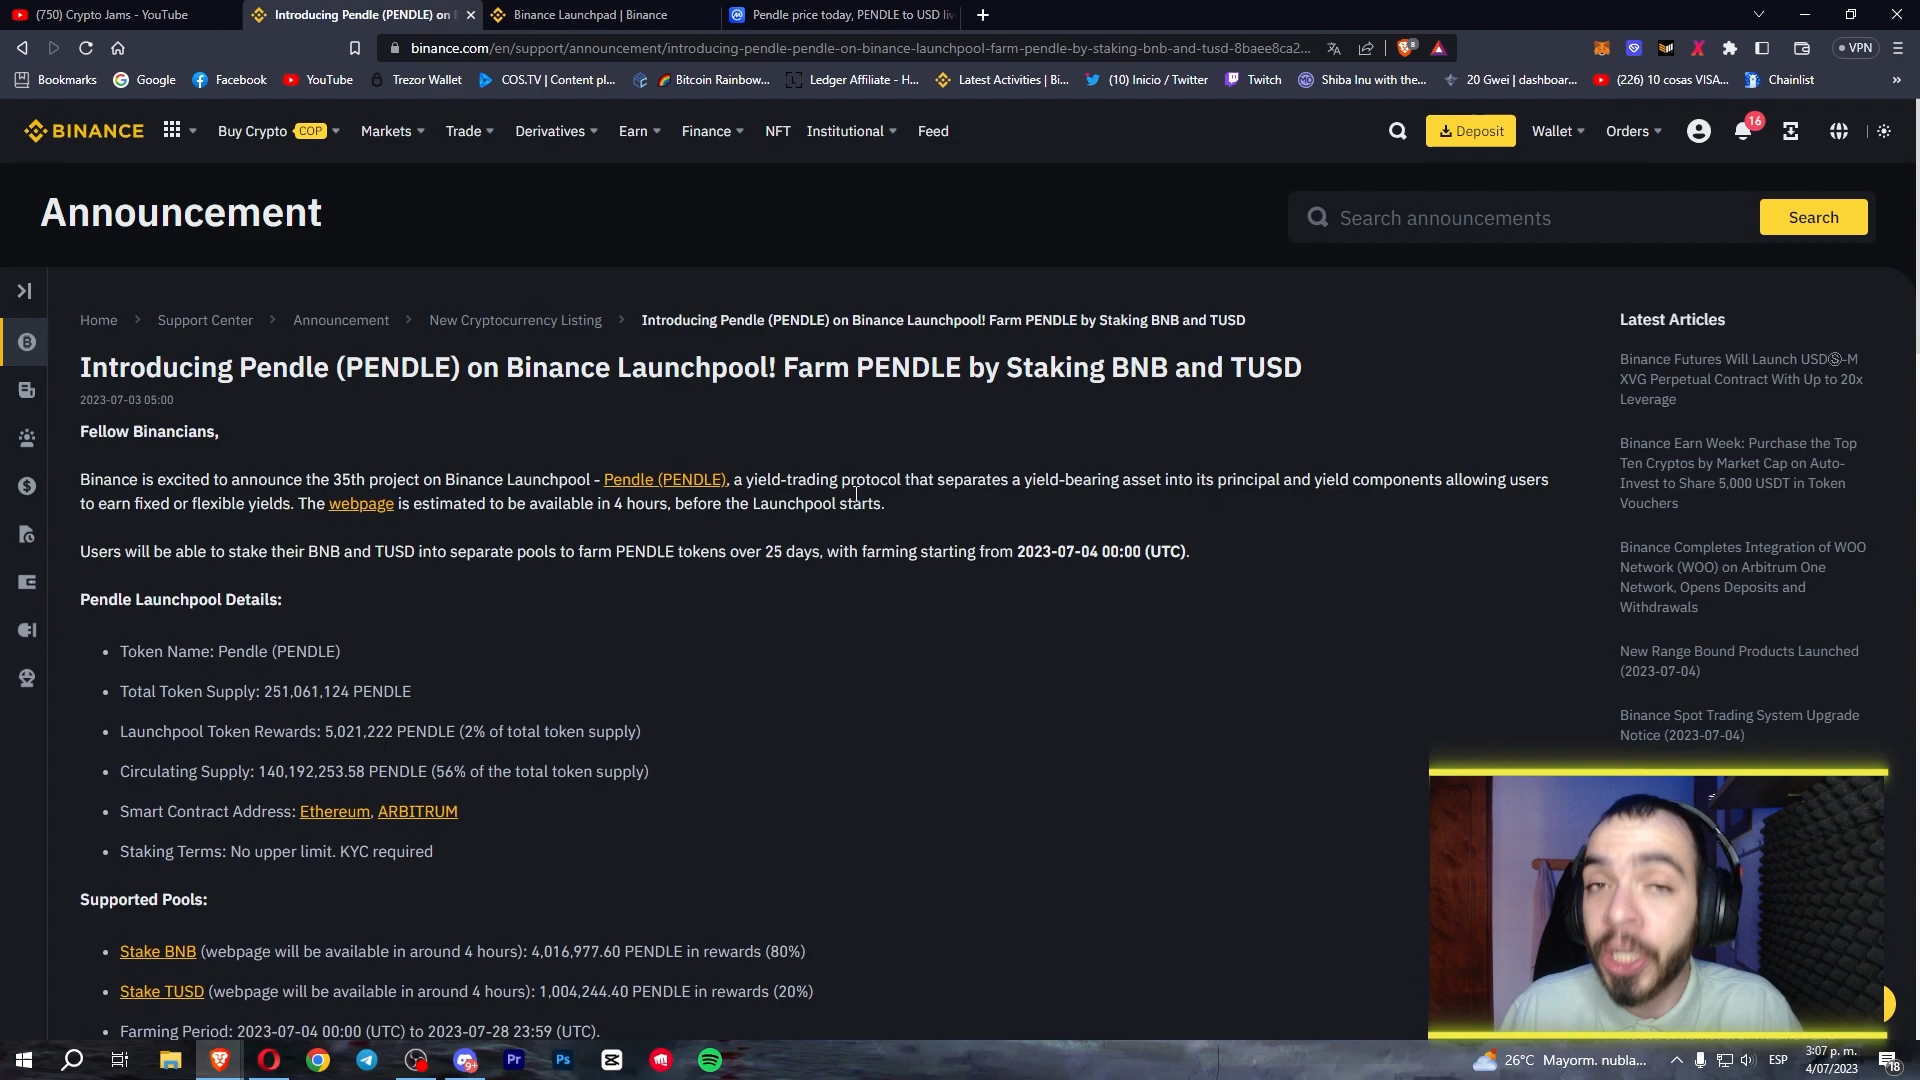 (750) Crypto Jams - YouTube
Introducing Pendle (PENDLE) on
Binance Launchpad | Binance
Pendle price today, PENDLE to USD liv
binance.com/en/support/announcement/introducing-pendle-pendle-on-binance-launchpool-farm-pendle-by-staking-bnb-and-tusd-8baee8ca2...
VPN
Bookmarks
Google
Facebook
YouTube
Trezor Wallet
COS.TV | Content pl...
Bitcoin Rainbow...
Ledger Affiliate - H...
Latest Activities | Bi...
(10) Inicio / Twitter
Twitch
Shiba Inu with the...
20 Gwei | dashboar...
(226) 10 cosas VISA...
Chainlist
BINANCE
Buy Crypto COP
Markets
Trade
Derivatives
Earn
Finance
NFT
Institutional
Feed
Deposit
Wallet
Orders
16
Announcement
Search announcements
Search
Home > Support Center > Announcement > New Cryptocurrency Listing > Introducing Pendle (PENDLE) on Binance Launchpool! Farm PENDLE by Staking BNB and TUSD
Introducing Pendle (PENDLE) on Binance Launchpool! Farm PENDLE by Staking BNB and TUSD
2023-07-03 05:00
Fellow Binancians,
Binance is excited to announce the 35th project on Binance Launchpool - Pendle (PENDLE), a yield-trading protocol that separates a yield-bearing asset into its principal and yield components allowing users
to earn fixed or flexible yields. The webpage is estimated to be available in 4 hours, before the Launchpool starts.
Users will be able to stake their BNB and TUSD into separate pools to farm PENDLE tokens over 25 days, with farming starting from 2023-07-04 00:00 (UTC).
Pendle Launchpool Details:
• Token Name: Pendle (PENDLE)
• Total Token Supply: 251,061,124 PENDLE
• Launchpool Token Rewards: 5,021,222 PENDLE (2% of total token supply)
• Circulating Supply: 140,192,253.58 PENDLE (56% of the total token supply)
• Smart Contract Address: Ethereum, ARBITRUM
• Staking Terms: No upper limit. KYC required
Supported Pools:
• Stake BNB (webpage will be available in around 4 hours): 4,016,977.60 PENDLE in rewards (80%)
• Stake TUSD (webpage will be available in around 4 hours): 1,004,244.40 PENDLE in rewards (20%)
• Farming Period: 2023-07-04 00:00 (UTC) to 2023-07-28 23:59 (UTC).
Latest Articles
Binance Futures Will Launch USDⓈ-M
XVG Perpetual Contract With Up to 20x
Leverage
Binance Earn Week: Purchase the Top
Ten Cryptos by Market Cap on Auto-
Invest to Share 5,000 USDT in Token
Vouchers
Binance Completes Integration of WOO
Network (WOO) on Arbitrum One
Network, Opens Deposits and
Withdrawals
New Range Bound Products Launched
(2023-07-04)
Binance Spot Trading System Upgrade
Notice (2023-07-04)
9+
Pr
Ps
26°C Mayorm. nubla...
ESP
3:07 p. m.
4/07/2023
18